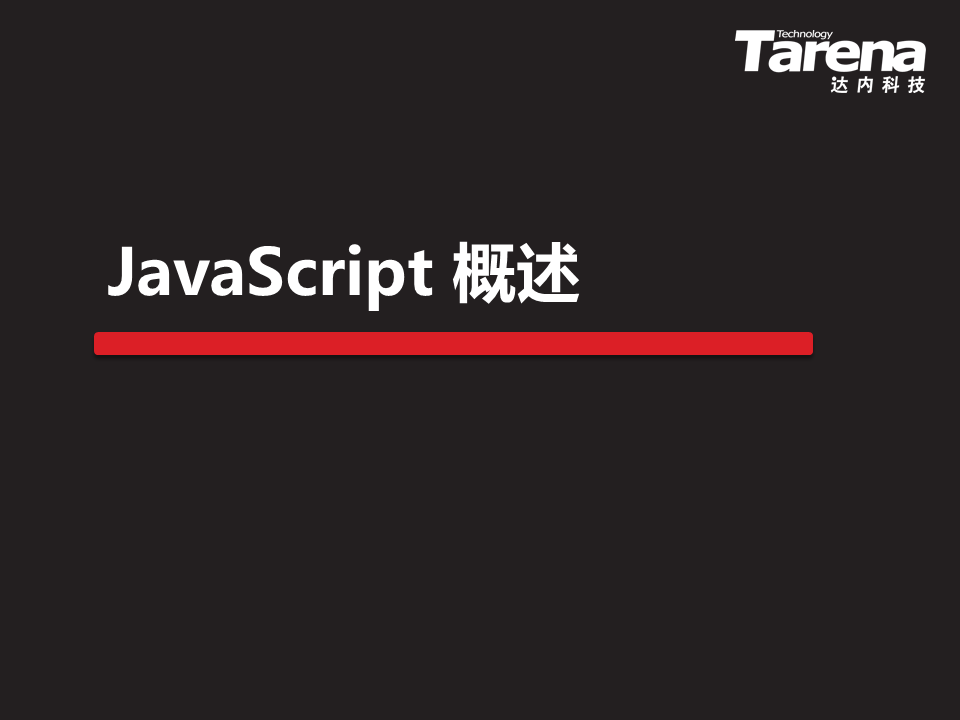 Technology
Tarena
达内科技
JavaScript 概述